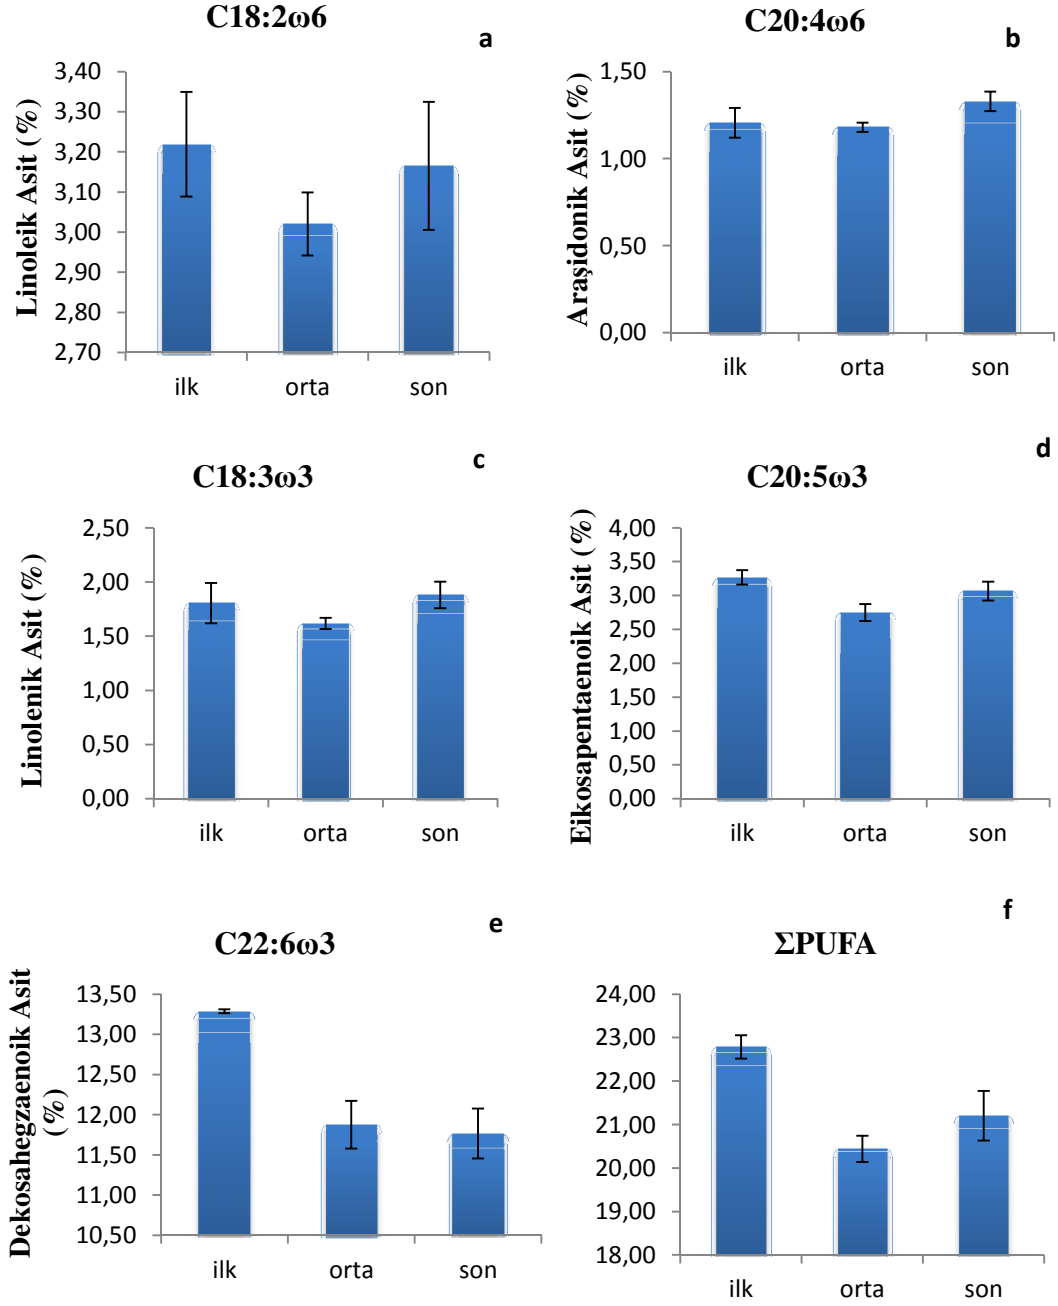 C18:2ω6
a
Linoleik Asit (%)
3,40
3,30
3,20
3,10
3,00
2,90
2,80
2,70
ilk orta son
C20:4ω6
b
Araşidonik Asit (%)
1,50
1,00
0,50
0,00
ilk orta son
C18:3ω3
c
Linolenik Asit (%)
2,50
2,00
1,50
1,00
0,50
0,00
ilk orta son
C20:5ω3
d
Eikosapentaenoik Asit (%)
4,00
3,50
3,00
2,50
2,00
1,50
1,00
0,50
0,00
ilk orta son
C22:6ω3
e
Dekosahegzaenoik Asit
(%)
13,50
13,00
12,50
12,00
11,50
11,00
10,50
ilk orta son
ΣPUFA
f
24,00
23,00
22,00
21,00
20,00
19,00
18,00
ilk orta son